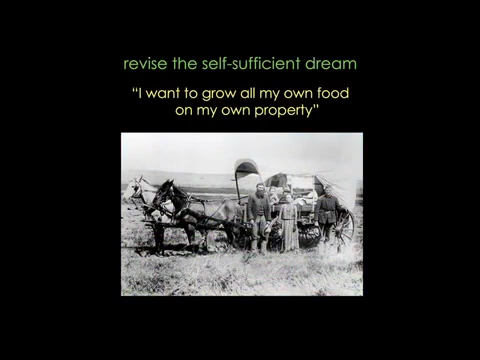 revise the self-sufficient dream
“I want to grow all my own food
on my own property”